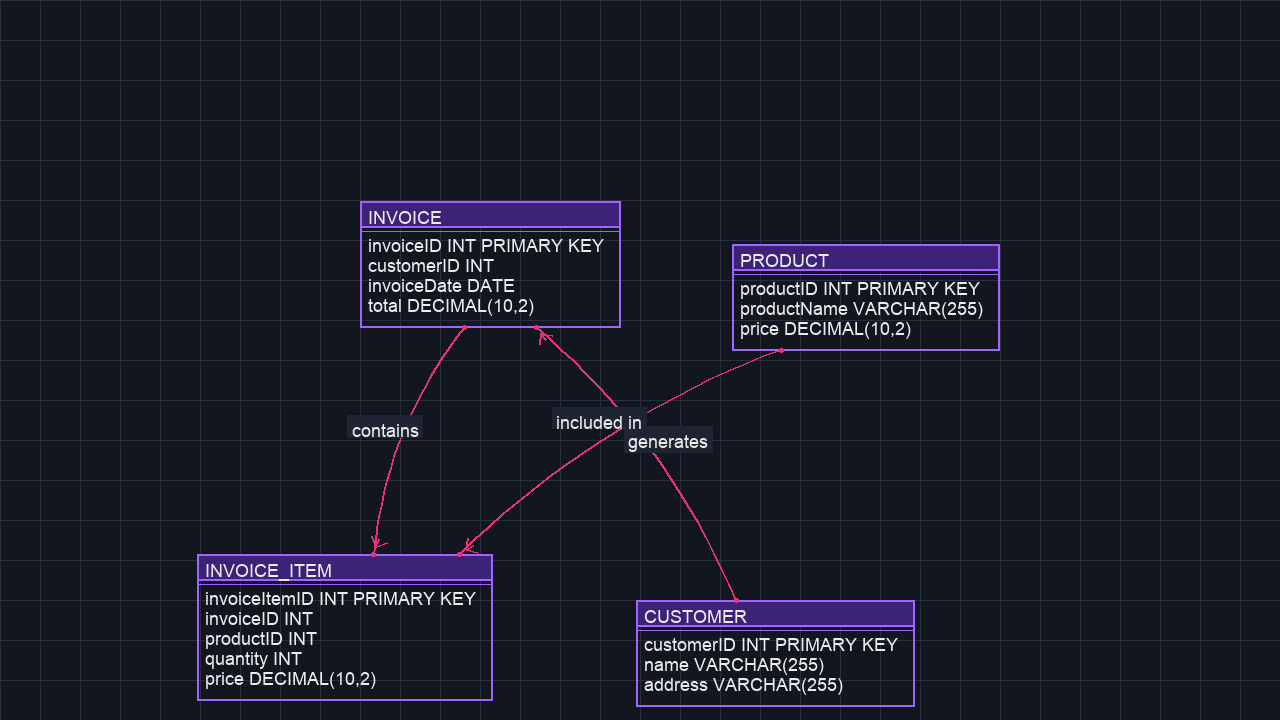 INVOICE
invoiceID INT PRIMARY KEY
customerID INT
invoiceDate DATE
total DECIMAL(10,2)
PRODUCT
productID INT PRIMARY KEY
productName VARCHAR(255)
price DECIMAL(10,2)
contains
included in
generates
INVOICE_ITEM
invoiceItemID INT PRIMARY KEY
invoiceID INT
productID INT
quantity INT
price DECIMAL(10,2)
CUSTOMER
customerID INT PRIMARY KEY
name VARCHAR(255)
address VARCHAR(255)